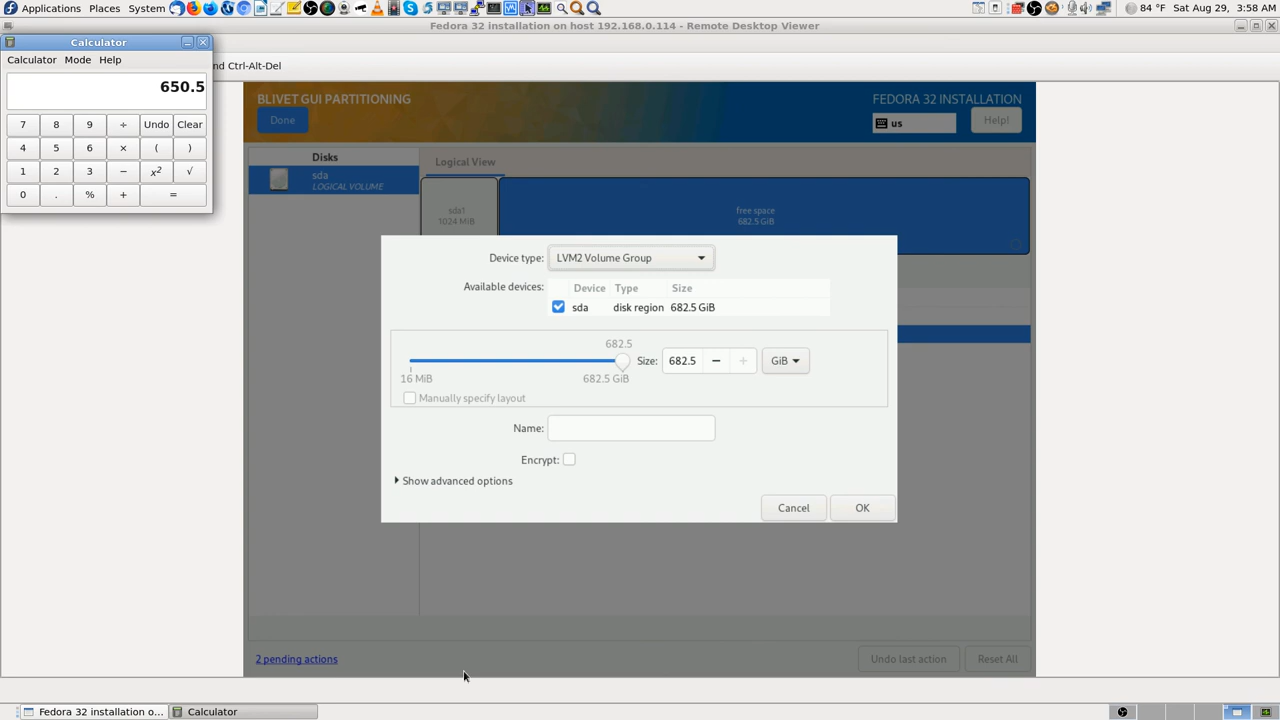 Applications Places System 84 °F Sat Aug 29, 3:58 AM
Fedora 32 installation on host 192.168.0.114 - Remote Desktop Viewer
Calculator
Calculator Mode Help
nd Ctrl-Alt-Del
650.5
7 8 9 ÷ Undo Clear
4 5 6 × ( )
1 2 3 − x² √
0 . % + =
BLIVET GUI PARTITIONING
FEDORA 32 INSTALLATION
Done
us
Help!
Disks
sda
LOGICAL VOLUME
Logical View
sda1
1024 MiB
free space
682.5 GiB
Device type: LVM2 Volume Group
Available devices:
Device Type Size
sda disk region 682.5 GiB
682.5
16 MiB
682.5 GiB
Size: 682.5 − + GiB
Manually specify layout
Name:
Encrypt:
Show advanced options
Cancel OK
2 pending actions
Undo last action
Reset All
Fedora 32 installation o...
Calculator